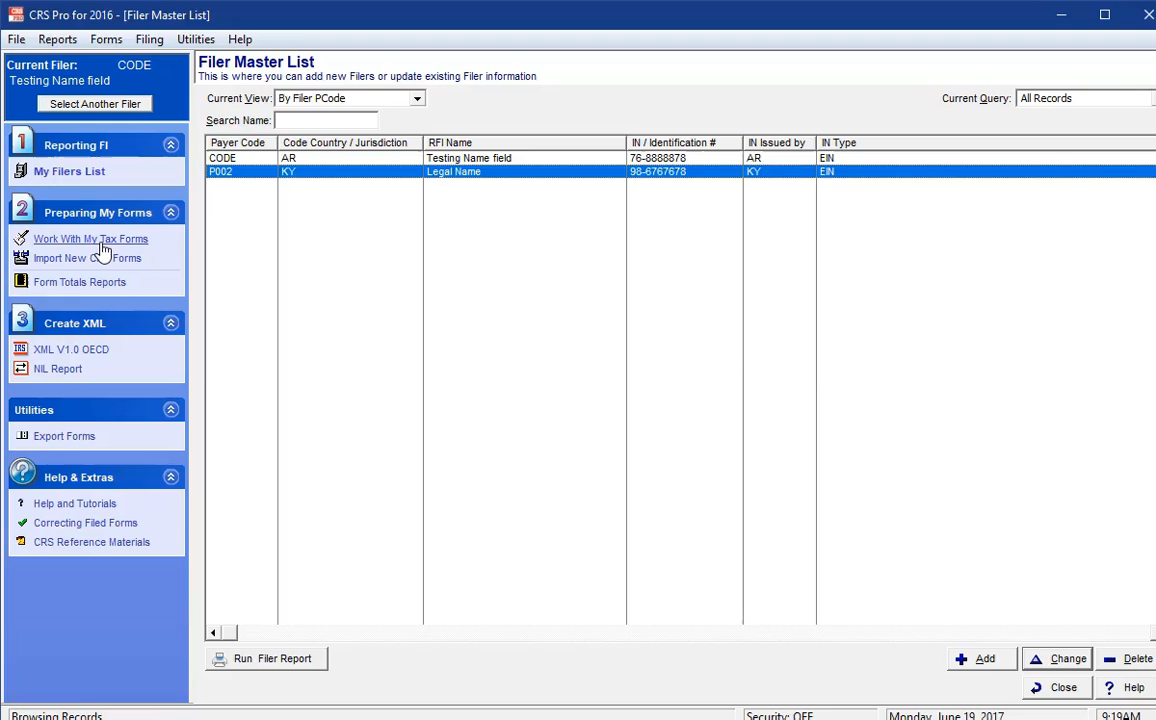 CRS Pro for 2016 - [Filer Master List]
File Reports Forms Filing Utilities Help
Current Filer: CODE
Testing Name field
Select Another Filer
1 Reporting FI
My Filers List
2 Preparing My Forms
Work With My Tax Forms
Import New Forms
Form Totals Reports
3 Create XML
IRS XML V1.0 OECD
NIL Report
Utilities
Export Forms
? Help & Extras
? Help and Tutorials
Correcting Filed Forms
CRS Reference Materials
Filer Master List
This is where you can add new Filers or update existing Filer information
Current View: By Filer PCode
Current Query: All Records
Search Name:
Payer Code Code Country / Jurisdiction RFI Name IN / Identification # IN Issued by IN Type
CODE AR Testing Name field 76-8888878 AR EIN
P002 KY Legal Name 98-6767678 KY EIN
Run Filer Report
Add Change Delete
Close ? Help
Browsing Records Security: OFF Monday, June 19, 2017 9:19AM